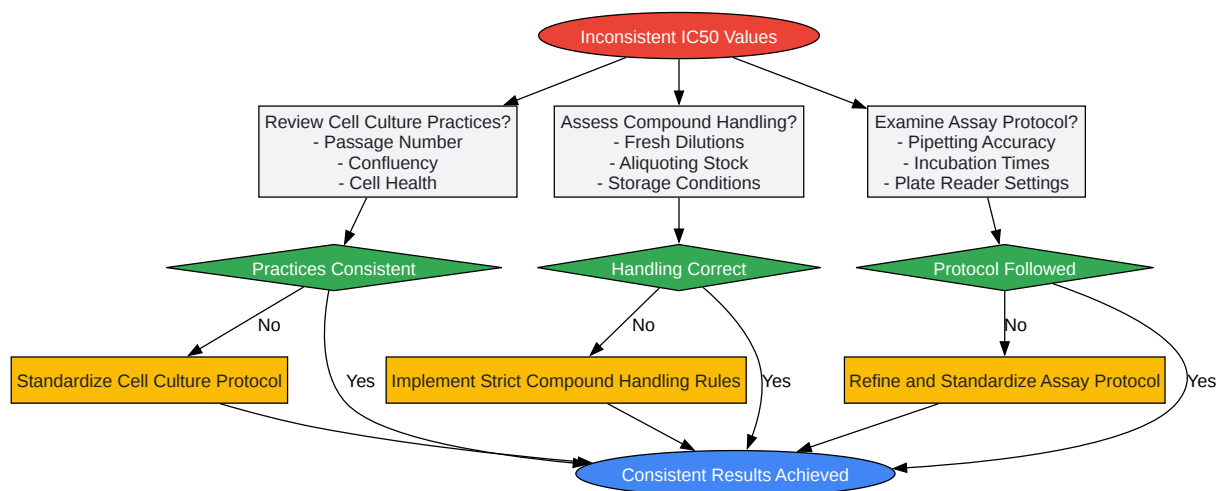 Inconsistent IC50 Values
Review Cell Culture Practices?
- Passage Number
- Confluency
- Cell Health
Assess Compound Handling?
- Fresh Dilutions
- Aliquoting Stock
- Storage Conditions
Examine Assay Protocol?
- Pipetting Accuracy
- Incubation Times
- Plate Reader Settings
Practices Consistent
Handling Correct
Protocol Followed
No
No
No
Standardize Cell Culture Protocol
Yes
Implement Strict Compound Handling Rules
Yes
Refine and Standardize Assay Protocol
Yes
Consistent Results Achieved